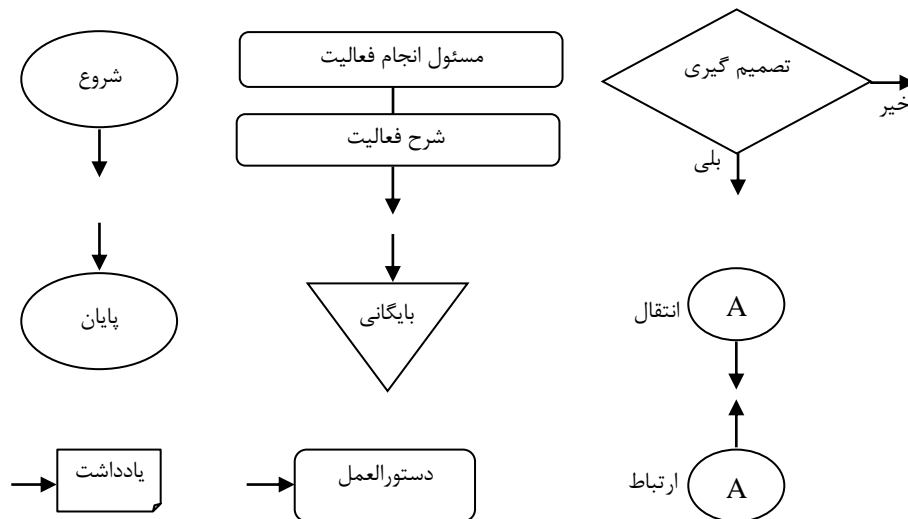 تصمیم گیری
مسئول انجام فعالیت
شروع
خیر
شرح فعالیت
بلی
A
انتقال
بایگانی
پایان
یادداشت
دستورالعمل
ارتباط
A